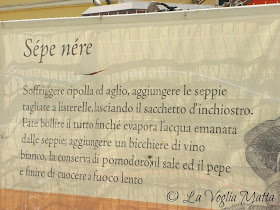 Sépe nére
Soffriggere cipolla ed aglio, aggiungere le seppie
tagliate a listerelle,lasciando il sacchetto d'inchiostro.
Fate bollire il tutto finché evapora l'acqua emanata
dalle seppie; aggiungere un bicchiere di vino
bianco, la conserva di pomodoro,il sale ed il pepe
e finire di cuocere a fuoco lento
© La Veglia Matta